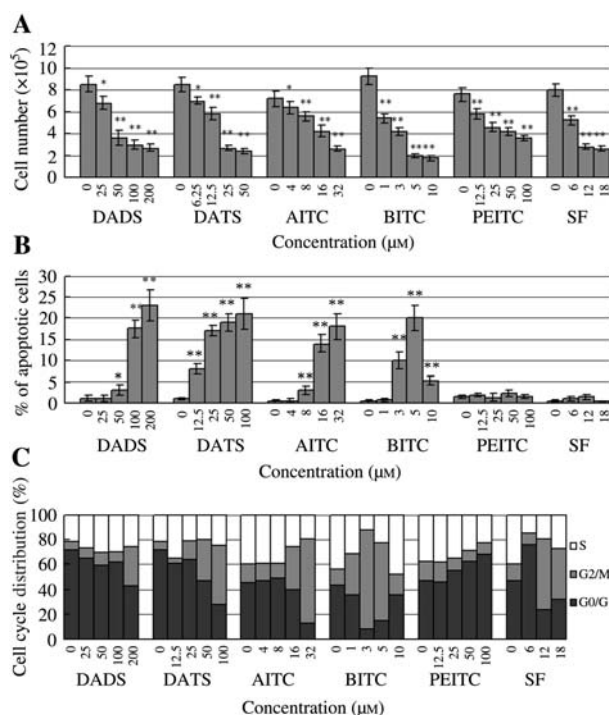 A
Cell number (×10⁵)
12
10
8
6
4
2
0
* ** ** **
* ** ** **
* ** ** **
** ** ****
** ** ** **
** ****
0 25 50 100 200
0 6.25 12.5 25 50
0 4 8 16 32
0 1 3 5 10
0 12.5 25 50 100
0 6 12 18
DADS DATS AITC BITC PEITC SF
Concentration (μM)
B
% of apoptotic cells
30
25
20
15
10
5
0
* ** **
** ** ** **
** ** **
** ** **
0 25 50 100 200
0 12.5 25 50 100
0 4 8 16 32
0 1 3 5 10
0 12.5 25 50 100
0 6 12 18
DADS DATS AITC BITC PEITC SF
Concentration (μM)
C
Cell cycle distribution (%)
100
80
60
40
20
0
S
G2/M
G0/G
0 25 50 100 200
0 12.5 25 50 100
0 4 8 16 32
0 1 3 5 10
0 12.5 25 50 100
0 6 12 18
DADS DATS AITC BITC PEITC SF
Concentration (μM)